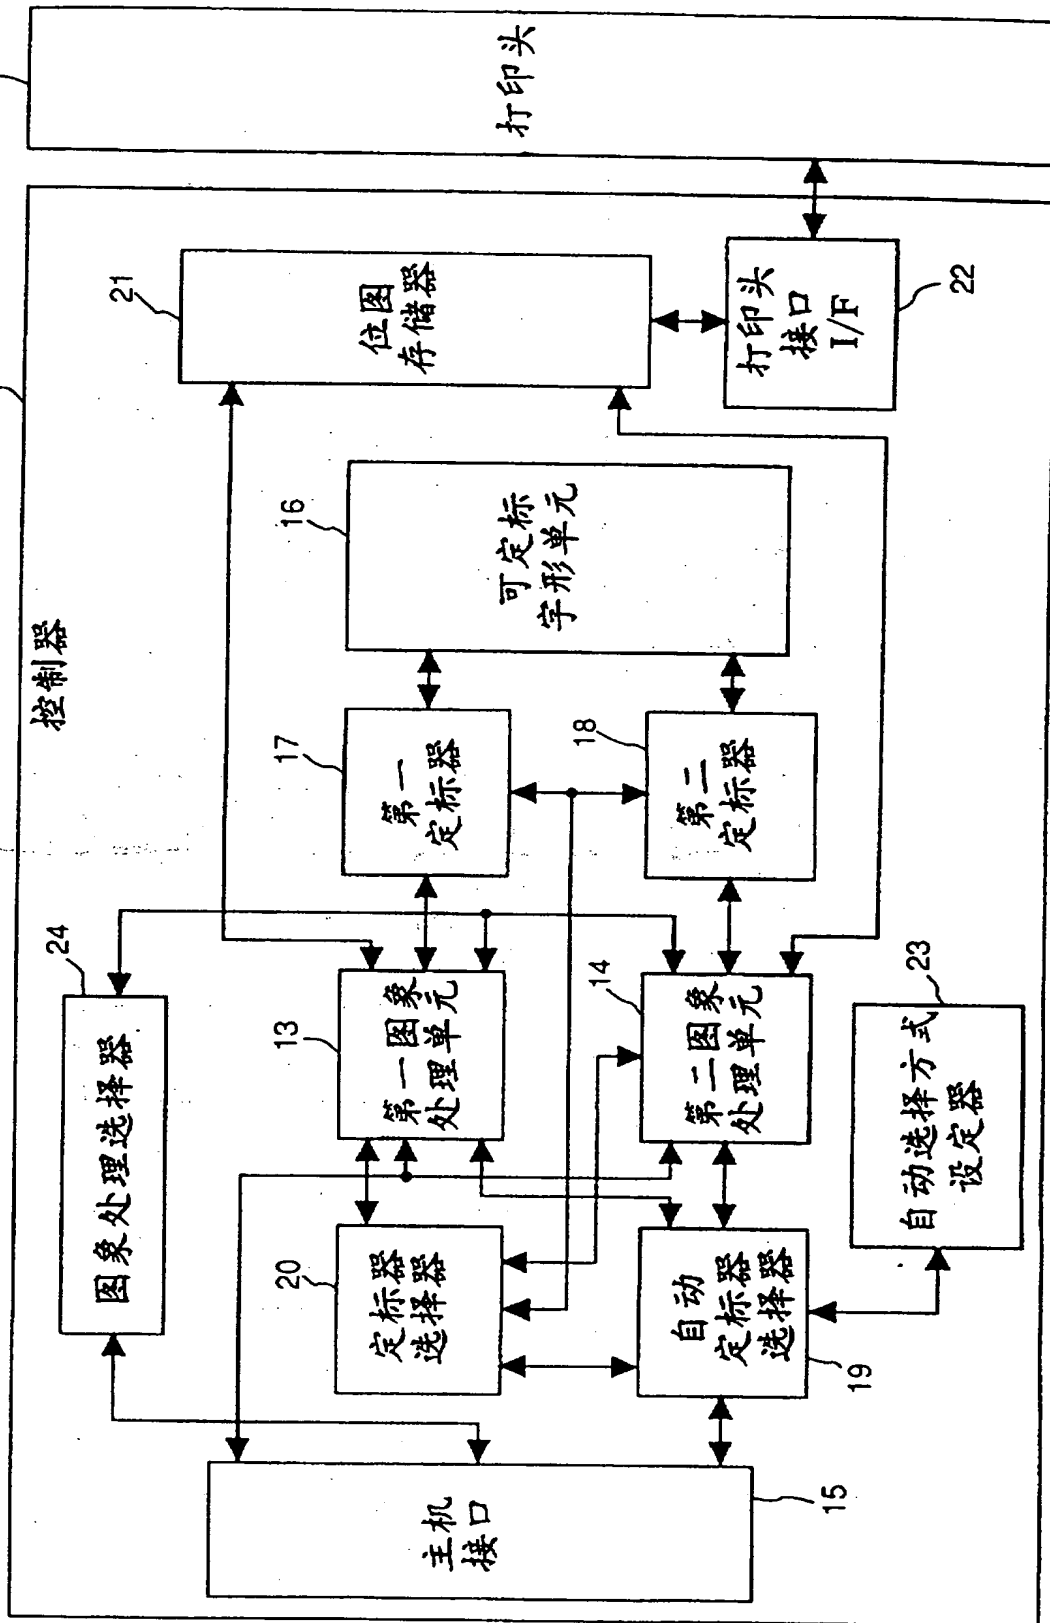 控制器
打印头
24
图象处理选择器
21
位图
存储器
16
可定标
字形单元
17
第一
定标器
13
第一图象
处理单元
20
定标器
选择器
主机
接口
15
18
第二
定标器
14
第二图象
处理单元
自动
定标器
选择器
19
打印头
接口
I/F
22
23
自动选择方式
设定器